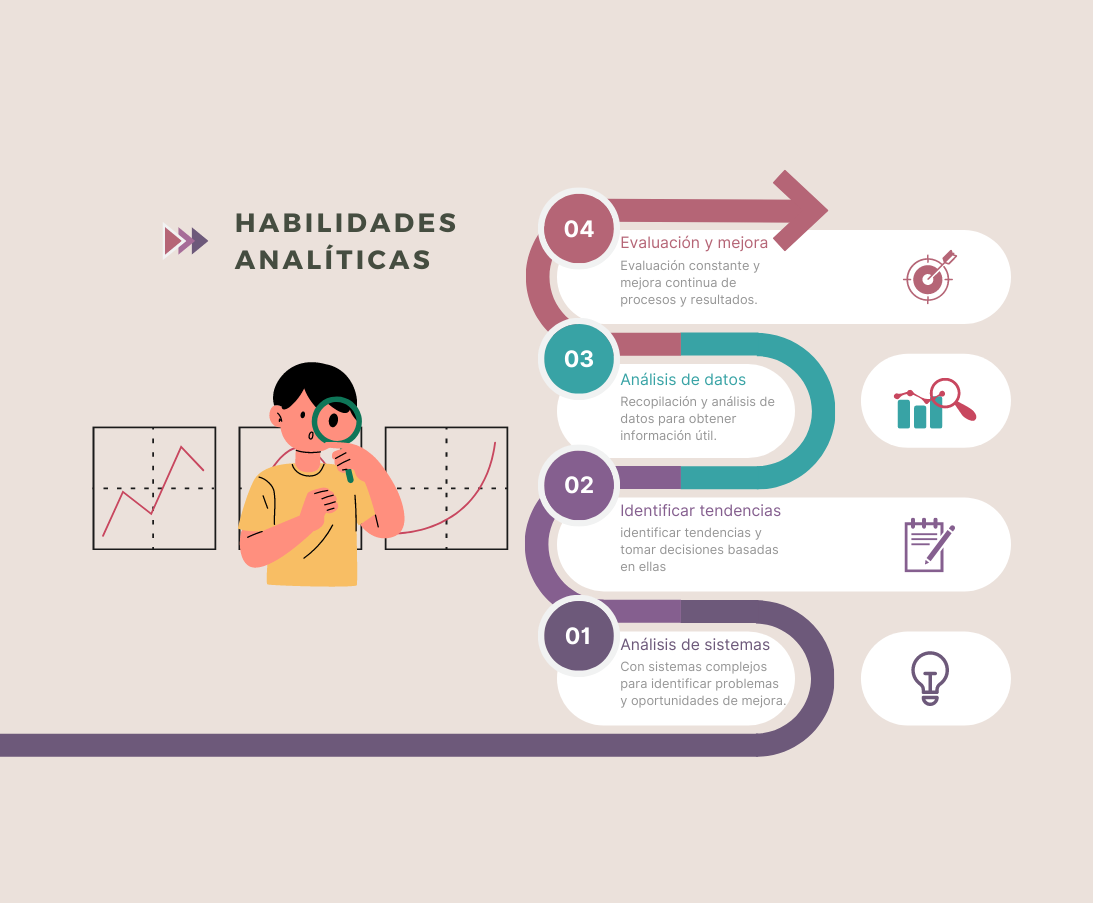 HABILIDADES
ANALÍTICAS
04
Evaluación y mejora
Evaluación constante y
mejora continua de
procesos y resultados.
03
Análisis de datos
Recopilación y análisis de
datos para obtener
información útil.
02
Identificar tendencias
identificar tendencias y
tomar decisiones basadas
en ellas
01
Análisis de sistemas
Con sistemas complejos
para identificar problemas
y oportunidades de mejora.